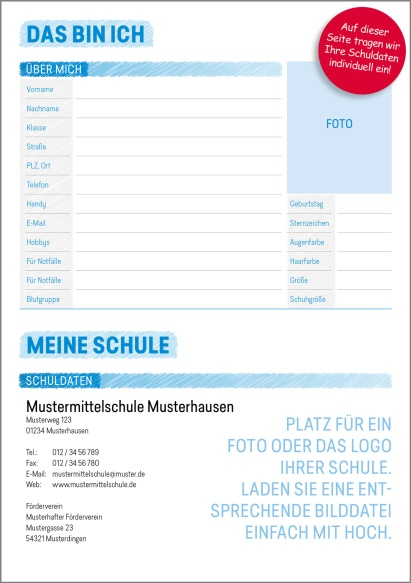 DAS BIN ICH
Auf dieser
Seite tragen wir
Ihre Schuldaten
individuell ein!
ÜBER MICH
Vorname
Nachname
Klasse
Straße
PLZ, Ort
Telefon
FOTO
Handy
Geburtstag
E-Mail
Sternzeichen
Hobbys
Augenfarbe
Für Notfälle
Haarfarbe
Für Notfälle
Größe
Blutgruppe
Schuhgröße
MEINE SCHULE
SCHULDATEN
Mustermittelschule Musterhausen
Musterweg 123
01234 Musterhausen
Tel.: 012 / 34 56 789
Fax: 012 / 34 56 780
E-Mail: mustermittelschule@muster.de
Web: www.mustermittelschule.de
Förderverein
Musterhafter Förderverein
Mustergasse 23
54321 Musterdingen
PLATZ FÜR EIN
FOTO ODER DAS LOGO
IHRER SCHULE.
LADEN SIE EINE ENT-
SPRECHENDE BILDDATEI
EINFACH MIT HOCH.